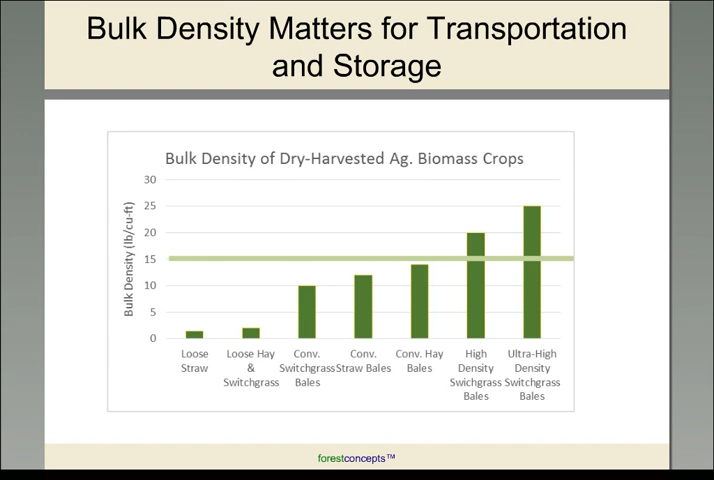 Bulk Density Matters for Transportation
and Storage
Bulk Density of Dry-Harvested Ag. Biomass Crops
Bulk Density (lb/cu-ft)
30
25
20
15
10
5
0
Loose
Straw
Loose Hay
&
Switchgrass
Conv.
Switchgrass
Bales
Conv.
Straw Bales
Conv. Hay
Bales
High
Density
Swichgrass
Bales
Ultra-High
Density
Switchgrass
Bales
forestconcepts™